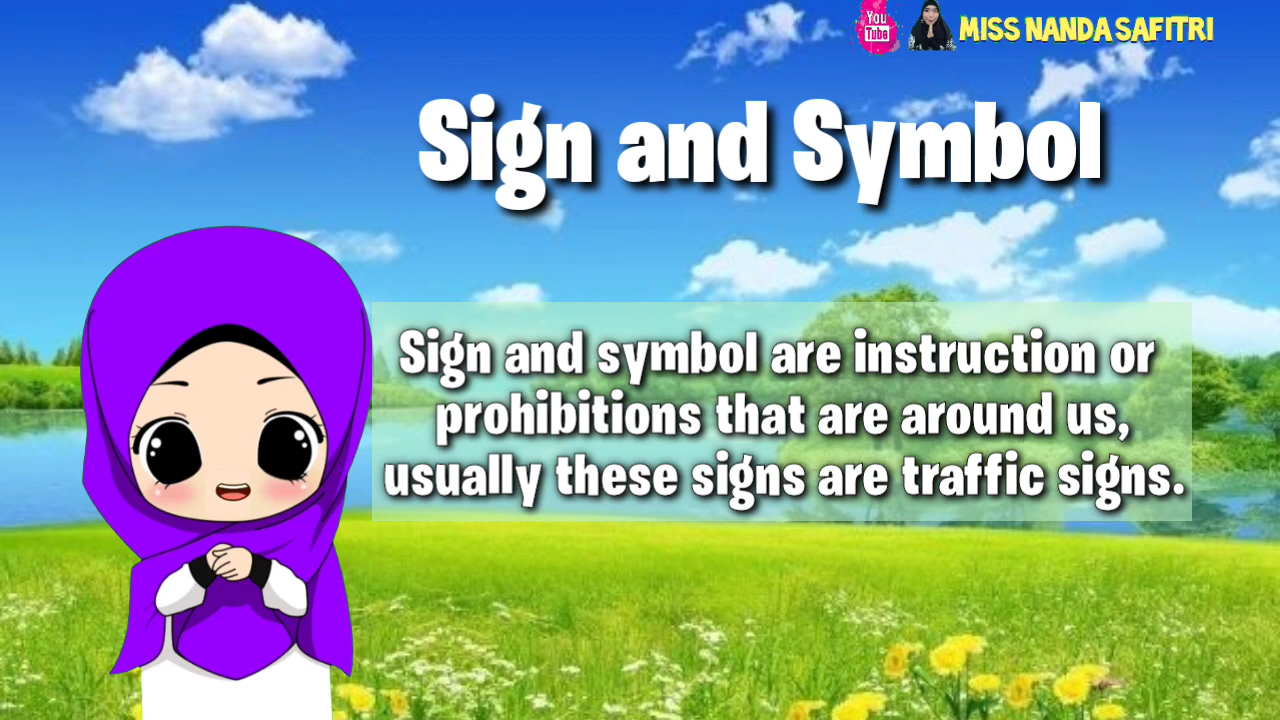 You
Tube
MISS NANDA SAFITRI
Sign and Symbol
Sign and symbol are instruction or
prohibitions that are around us,
usually these signs are traffic signs.